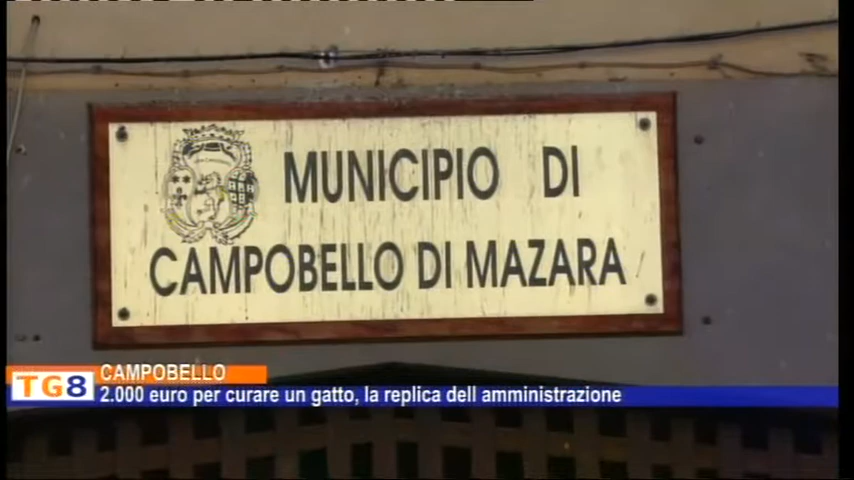 MUNICIPIO DI
CAMPOBELLO DI MAZARA
CAMPOBELLO
TG8
2.000 euro per curare un gatto, la replica dell amministrazione